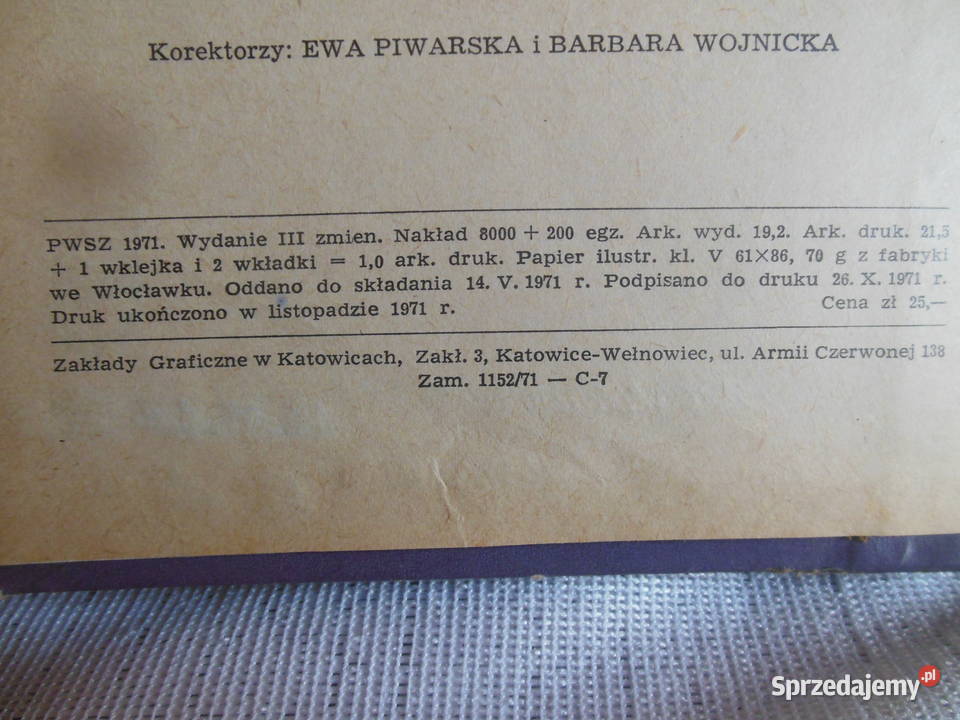 Korektorzy: EWA PIWARSKA i BARBARA WOJNICKA
PWSZ 1971. Wydanie III zmien. Nakład 8000 + 200 egz. Ark. wyd. 19,2. Ark. druk. 21,5
+ 1 wklejka i 2 wkładki = 1,0 ark. druk. Papier ilustr. kl. V 61×86, 70 g z fabryki
we Włocławku. Oddano do składania 14. V. 1971 r. Podpisano do druku 26. X. 1971 r.
Druk ukończono w listopadzie 1971 r. Cena zł 25,—
Zakłady Graficzne w Katowicach, Zakł. 3, Katowice-Wełnowiec, ul. Armii Czerwonej 138
Zam. 1152/71 — C-7
Sprzedajemy.pl